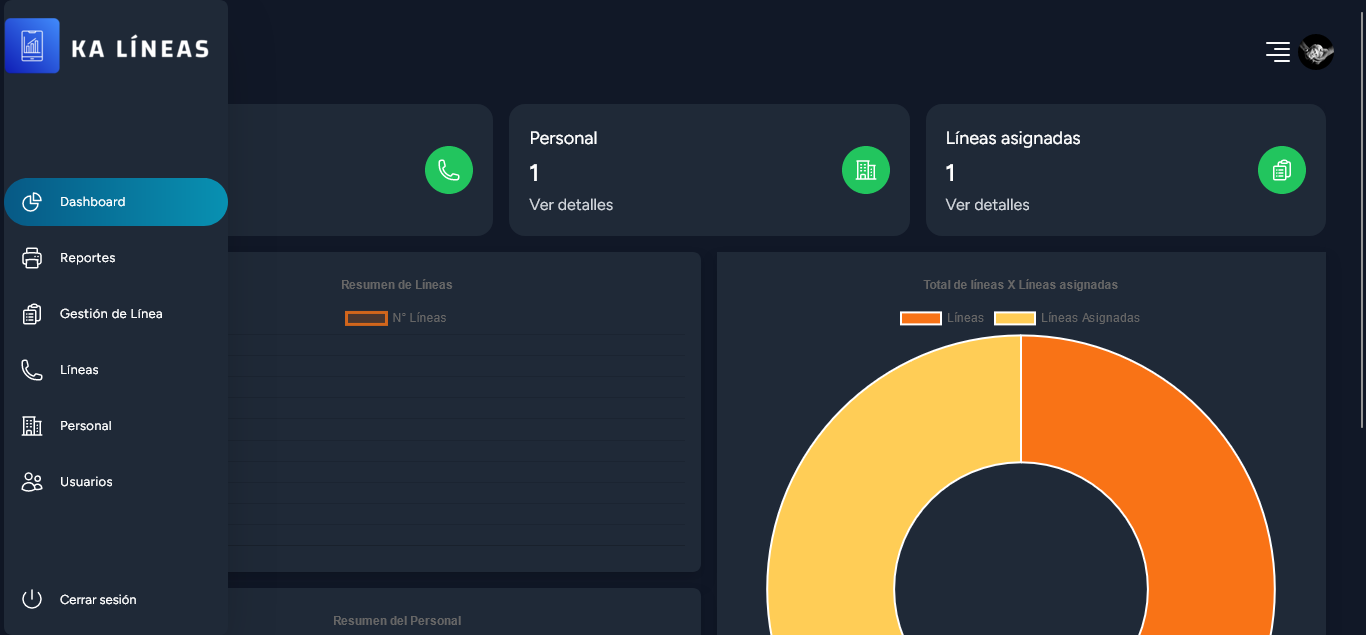 KA LÍNEAS
Dashboard
Reportes
Gestión de Línea
Líneas
Personal
Usuarios
Cerrar sesión
Personal
1
Ver detalles
Líneas asignadas
1
Ver detalles
Resumen de Líneas
N° Líneas
Total de líneas X Líneas asignadas
Líneas Líneas Asignadas
Resumen del Personal